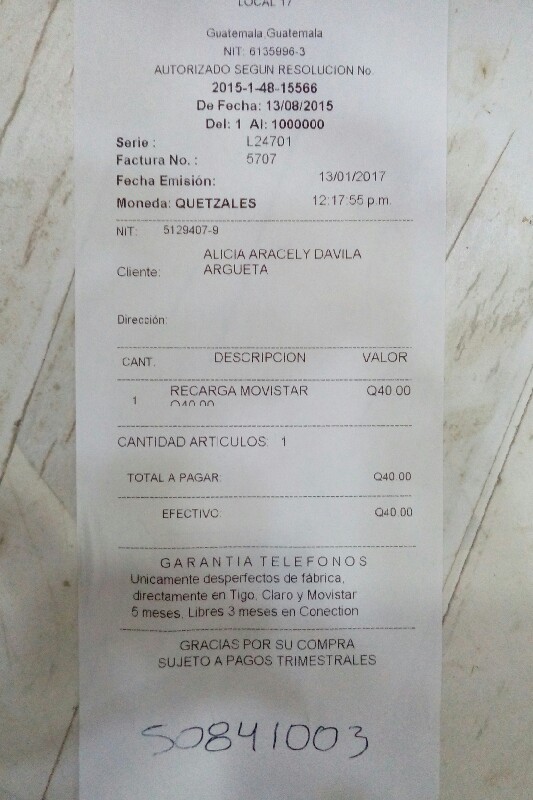 LOCAL 17
Guatemala,Guatemala
NIT: 6135996-3
AUTORIZADO SEGUN RESOLUCION No.
2015-1-48-15566
De Fecha: 13/08/2015
Del: 1 Al: 1000000
Serie : L24701
Factura No. : 5707
Fecha Emisión: 13/01/2017
Moneda: QUETZALES 12:17:55 p.m.
NIT: 5129407-9
ALICIA ARACELY DAVILA
Cliente: ARGUETA
Dirección:
CANT. DESCRIPCION VALOR
1 RECARGA MOVISTAR Q40.00
Q40.00
CANTIDAD ARTICULOS: 1
TOTAL A PAGAR: Q40.00
EFECTIVO: Q40.00
GARANTIA TELEFONOS
Unicamente desperfectos de fábrica,
directamente en Tigo, Claro y Movistar
6 meses, Libres 3 meses en Conection
GRACIAS POR SU COMPRA
SUJETO A PAGOS TRIMESTRALES
50841003